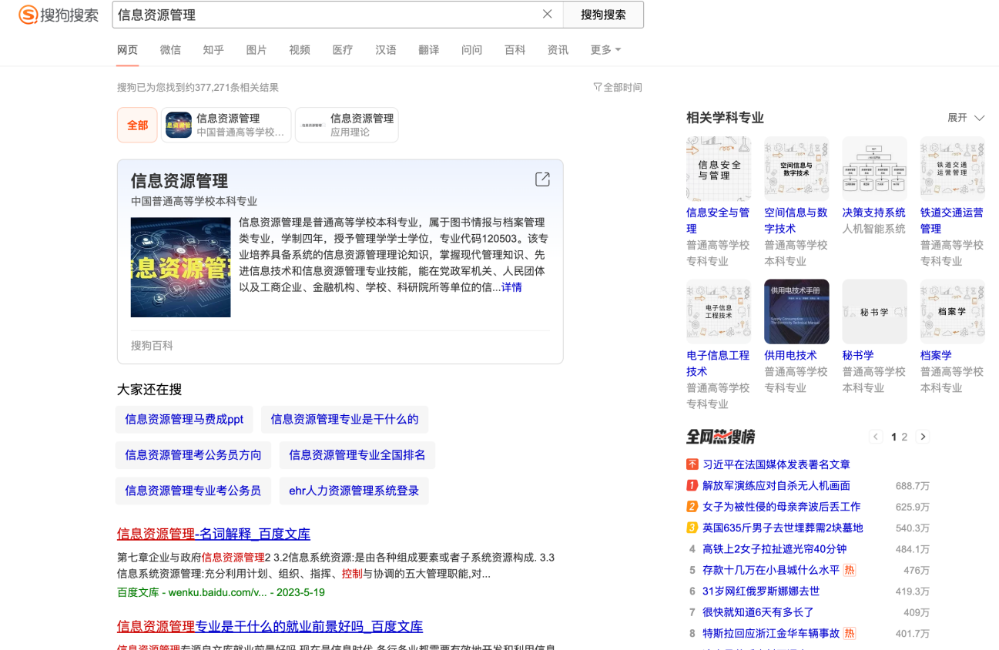 搜狗搜索
信息资源管理
搜狗搜索
网页 微信 知乎 图片 视频 医疗 汉语 翻译 问问 百科 资讯 更多
搜狗已为您找到约377,271条相关结果
全部时间
全部
信息资源管理
中国普通高等学校...
信息资源管理
信息资源管理
应用理论
信息资源管理
中国普通高等学校本科专业
息资源管
信息资源管理是普通高等学校本科专业，属于图书情报与档案管理
类专业，学制四年，授予管理学学士学位，专业代码120503。该专
业培养具备系统的信息资源管理理论知识，掌握现代管理知识、先
进信息技术和信息资源管理专业技能，能在党政军机关、人民团体
以及工商企业、金融机构、学校、科研院所等单位的信...详情
搜狗百科
大家还在搜
信息资源管理马费成ppt
信息资源管理专业是干什么的
信息资源管理考公务员方向
信息资源管理专业全国排名
信息资源管理专业考公务员
ehr人力资源管理系统登录
信息资源管理-名词解释_百度文库
第七章企业与政府信息资源管理2 3.2信息系统资源:是由各种组成要素或者子系统资源构成. 3.3
信息系统资源管理:充分利用计划、组织、指挥、控制与协调的五大管理职能,对...
百度文库 - wenku.baidu.com/v... - 2023-5-19
信息资源管理专业是干什么的就业前景好吗_百度文库
相关学科专业
展开
信息安全
与管理
空间信息与
数字技术
铁道交通
运营管理
信息安全与管
理
普通高等学校
专科专业
空间信息与数
字技术
普通高等学校
本科专业
决策支持系统
人机智能系统
铁道交通运营
管理
普通高等学校
专科专业
电子信息
工程技术
供用电技术手册
Supply Consumption
The Electricity Technical Manual
秘书学
档案学
电子信息工程
技术
普通高等学校
专科专业
供用电技术
普通高等学校
专科专业
秘书学
普通高等学校
本科专业
档案学
普通高等学校
本科专业
全网热搜榜
1 2
习近平在法国媒体发表署名文章
1 解放军演练应对自杀无人机画面 688.7万
2 女子为被性侵的母亲奔波后丢工作 625.9万
3 英国635斤男子去世埋葬需2块墓地 540.3万
4 高铁上2女子拉扯遮光帘40分钟 484.1万
5 存款十几万在小县城什么水平 热 476万
6 31岁网红俄罗斯娜娜去世 419.3万
7 很快就知道6天有多长了 409万
8 特斯拉回应浙江金华车辆事故 热 401.7万